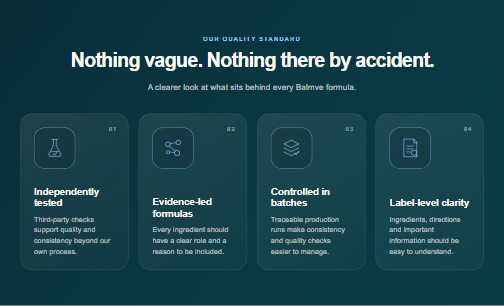 OUR QUALITY STANDARD
Nothing vague. Nothing there by accident.
A clearer look at what sits behind every Balmve formula.
01
Independently
tested
Third-party checks
support quality and
consistency beyond our
own process.
02
Evidence-led
formulas
Every ingredient should
have a clear role and a
reason to be included.
03
Controlled in
batches
Traceable production
runs make consistency
and quality checks
easier to manage.
04
Label-level clarity
Ingredients, directions
and important
information should be
easy to understand.